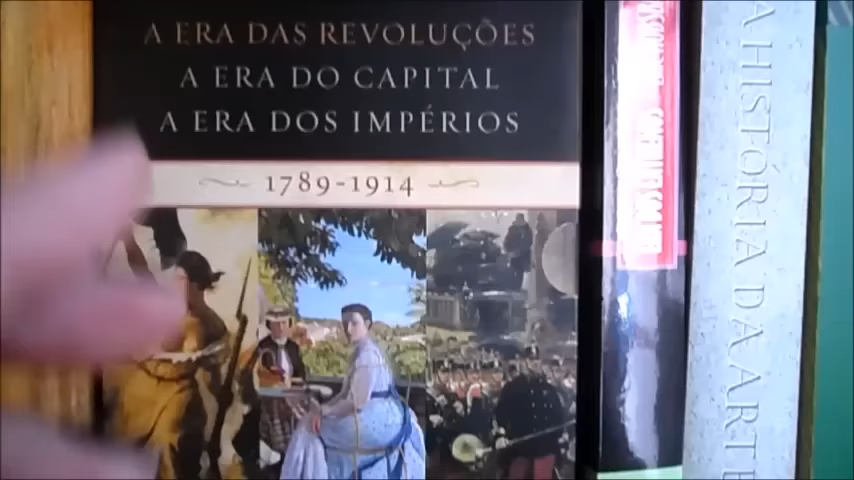 A ERA DAS REVOLUÇÕES
A ERA DO CAPITAL
A ERA DOS IMPÉRIOS
1789-1914
A HISTÓRIA DA ARTE